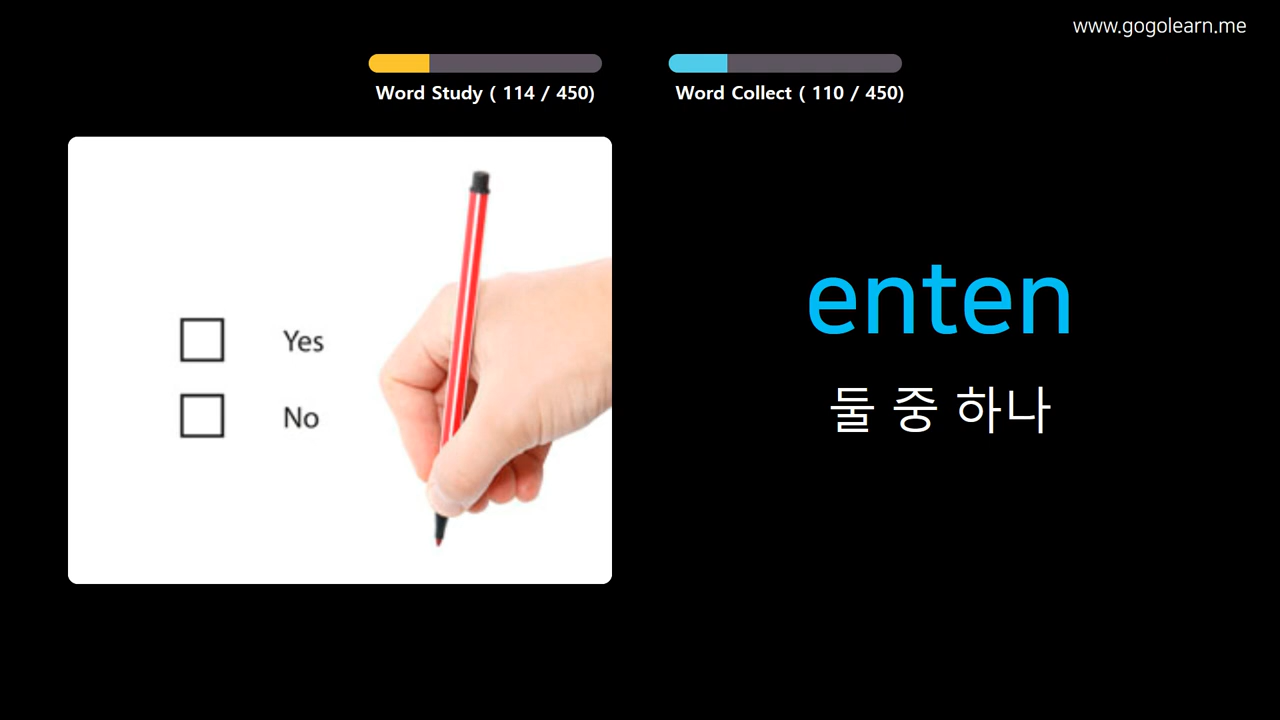 www.gogolearn.me
Word Study ( 114 / 450)
Word Collect ( 110 / 450)
Yes
No
enten
둘 중 하나